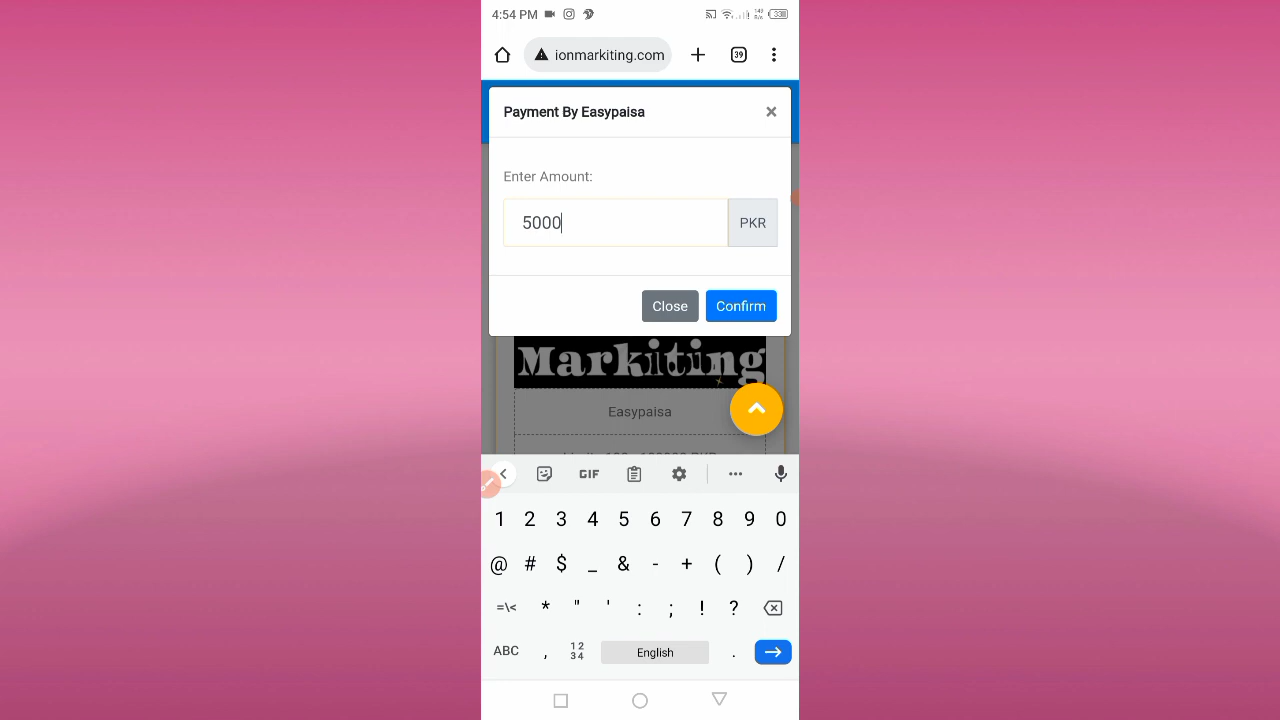 4:54 PM
ionmarkiting.com
39
Payment By Easypaisa
×
Enter Amount:
5000
PKR
Close
Confirm
Markiting
Easypaisa
GIF
1 2 3 4 5 6 7 8 9 0
@ # $ _ & - + ( ) /
=\< * " ' : ; ! ?
ABC , 12 34 English .